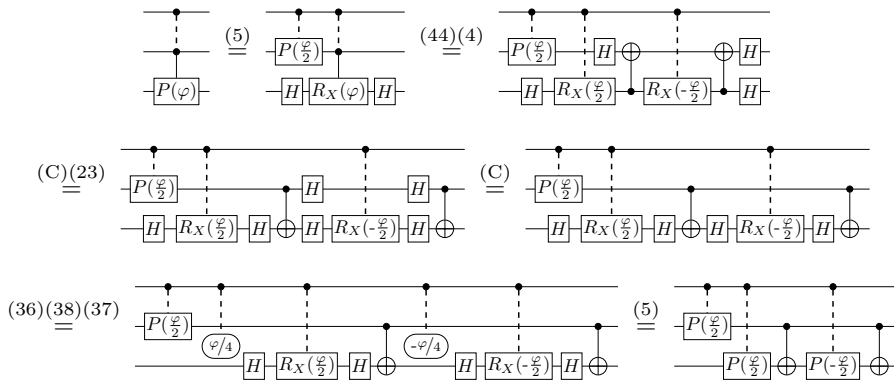 (5) = P(φ/2) (44)(4) = P(φ/2) H H
P(φ) H R_X(φ) H H R_X(φ/2) R_X(-φ/2) H
(C)(23) = P(φ/2) H H (C) = P(φ/2)
H R_X(φ/2) H H R_X(-φ/2) H H R_X(φ/2) H H R_X(-φ/2) H
(36)(38)(37) = P(φ/2) φ/4 -φ/4 (5) = P(φ/2)
H R_X(φ/2) H H R_X(-φ/2) H P(φ/2) P(-φ/2)